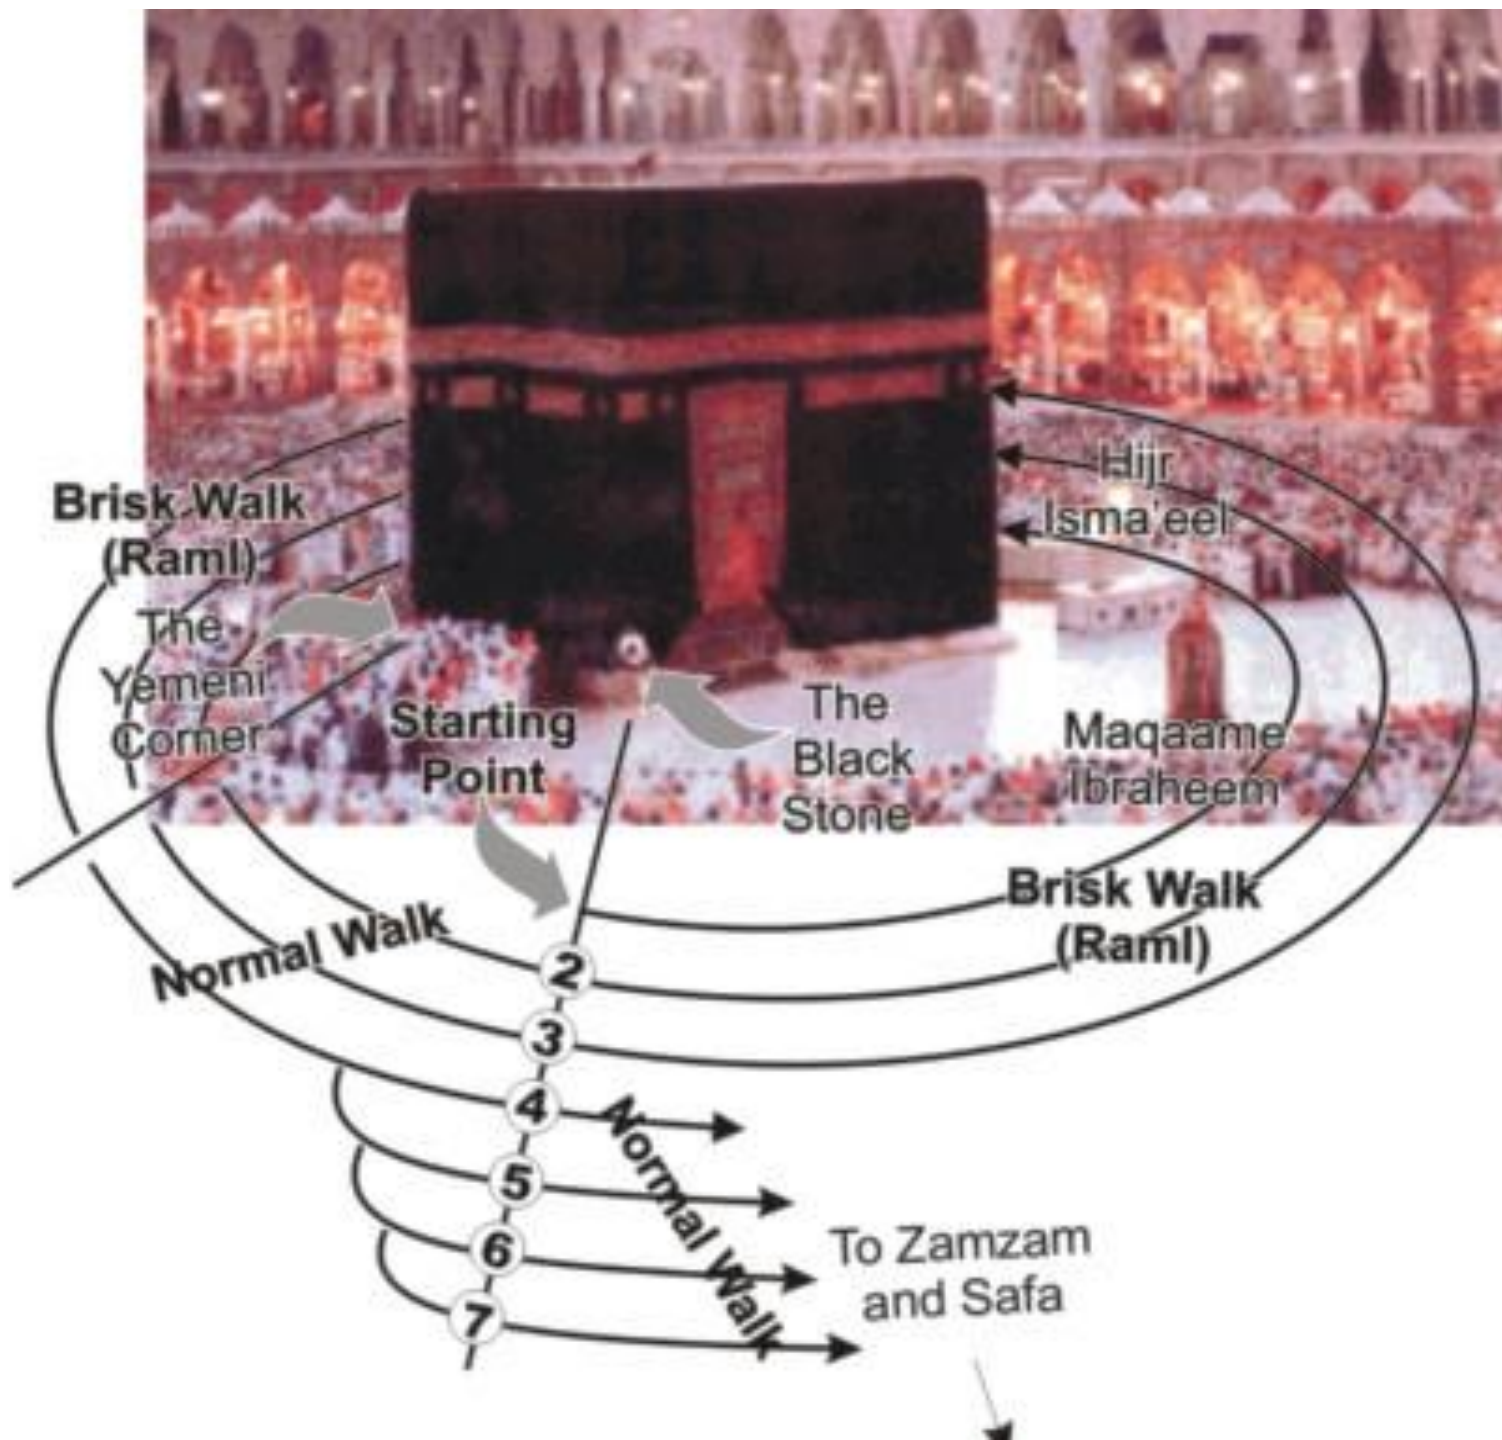 Brisk Walk
(Raml)
Hijr
Isma'eel
The
Yemeni
Corner
Starting
Point
The
Black
Stone
Maqaame
Ibraheem
Brisk Walk
(Raml)
Normal Walk
2
3
4
5
6
7
Normal Walk
To Zamzam
and Safa